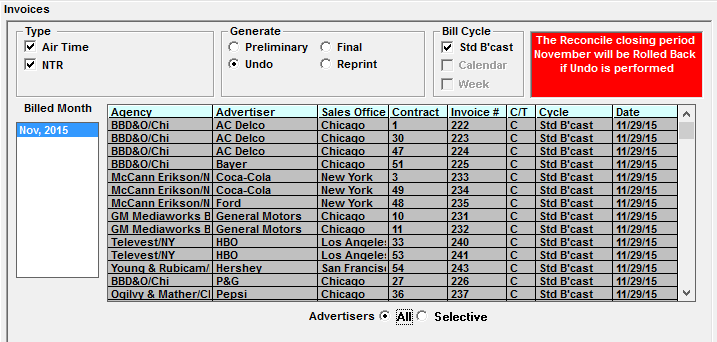 Invoices
Type
Air Time
NTR
Generate
Preliminary Final
Undo Reprint
Bill Cycle
Std B'cast
Calendar
Week
The Reconcile closing period
November will be Rolled Back
if Undo is performed
Billed Month
Nov, 2015
Agency Advertiser Sales Office Contract Invoice # C/T Cycle Date
BBD&O/Chi AC Delco Chicago 1 222 C Std B'cast 11/29/15
BBD&O/Chi AC Delco Chicago 30 223 C Std B'cast 11/29/15
BBD&O/Chi AC Delco Chicago 47 224 C Std B'cast 11/29/15
BBD&O/Chi Bayer Chicago 51 225 C Std B'cast 11/29/15
McCann Erikson/N Coca-Cola New York 3 233 C Std B'cast 11/29/15
McCann Erikson/N Coca-Cola New York 49 234 C Std B'cast 11/29/15
McCann Erikson/N Ford New York 48 235 C Std B'cast 11/29/15
GM Mediaworks B General Motors Chicago 10 231 C Std B'cast 11/29/15
GM Mediaworks B General Motors Chicago 11 232 C Std B'cast 11/29/15
Televest/NY HBO Los Angeles 33 240 C Std B'cast 11/29/15
Televest/NY HBO Los Angeles 53 241 C Std B'cast 11/29/15
Young & Rubicam/ Hershey San Francisc 54 243 C Std B'cast 11/29/15
BBD&O/Chi P&G Chicago 27 226 C Std B'cast 11/29/15
Ogilvy & Mather/Cl Pepsi Chicago 36 237 C Std B'cast 11/29/15
Advertisers All Selective